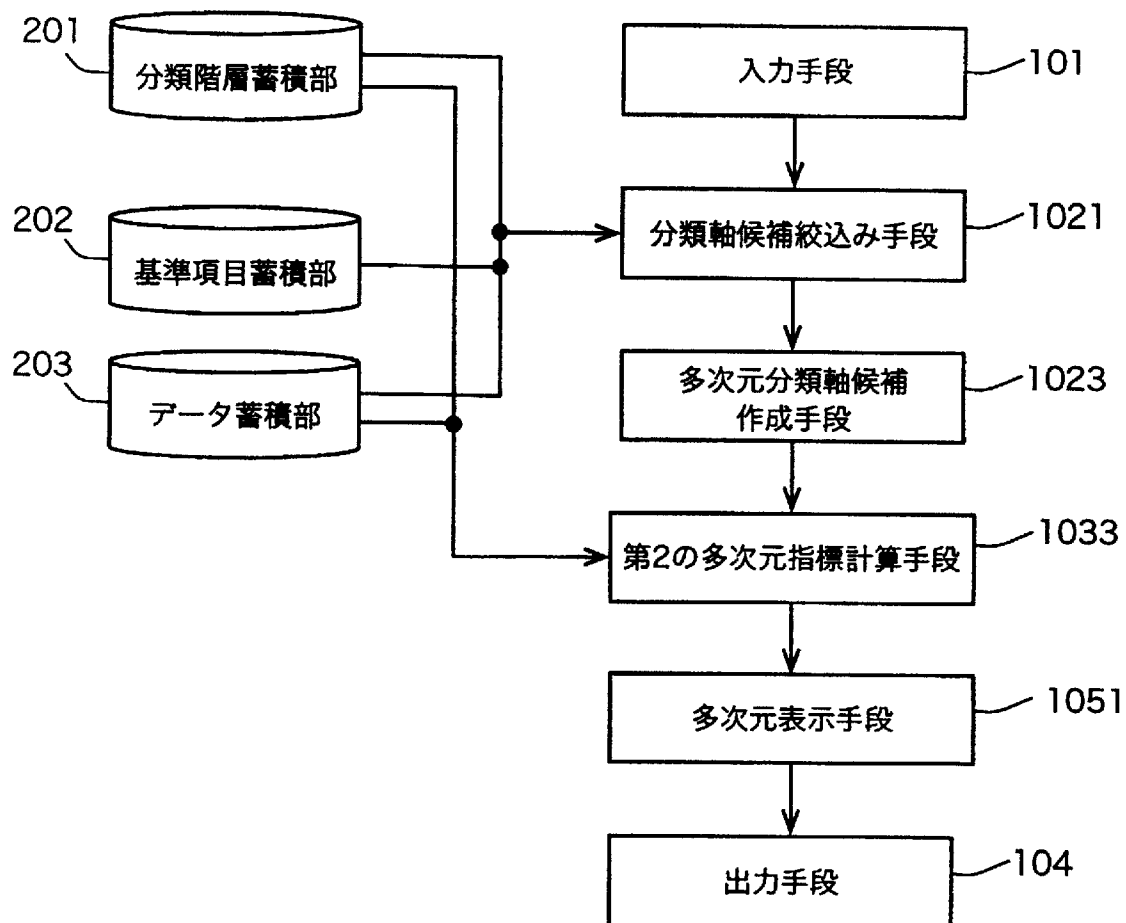 201
分類階層蓄積部
入力手段
101
202
基準項目蓄積部
分類軸候補絞込み手段
1021
203
データ蓄積部
多次元分類軸候補
作成手段
1023
第2の多次元指標計算手段
1033
多次元表示手段
1051
出力手段
104